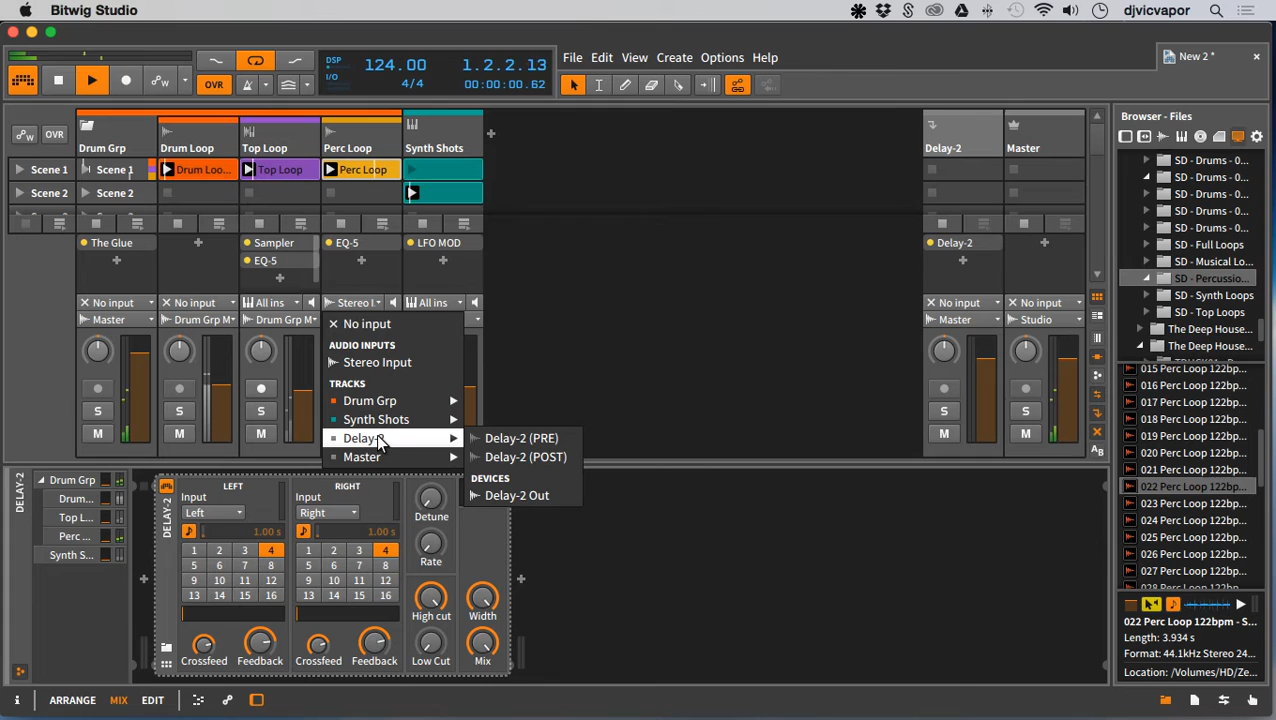 Bitwig Studio
djvicvapor
OVR
DSP
I/O
124.00
4/4
1.2.2.13
00:00:00.62
File Edit View Create Options Help
New 2 *
OVR
Drum Grp
Drum Loop
Top Loop
Perc Loop
Synth Shots
Delay-2
Master
Scene 1
Scene 1
Drum Loo...
Top Loop
Perc Loop
Scene 2
Scene 2
The Glue
Sampler
EQ-5
EQ-5
LFO MOD
Delay-2
No input
No input
All ins
Stereo I
All ins
No input
No input
Master
Drum Grp M
Drum Grp M
Master
Studio
S
M
No input
AUDIO INPUTS
Stereo Input
TRACKS
Drum Grp
Synth Shots
Delay-
Master
Delay-2 (PRE)
Delay-2 (POST)
DEVICES
Delay-2 Out
Browser - Files
SD - Drums - 0...
SD - Drums - 0...
SD - Drums - 0...
SD - Drums - 0...
SD - Drums - 0...
SD - Full Loops
SD - Musical Lo...
SD - Percussio...
SD - Synth Loops
SD - Top Loops
The Deep House...
The Deep House...
015 Perc Loop 122bp...
016 Perc Loop 122bp...
017 Perc Loop 122bp...
018 Perc Loop 122bp...
019 Perc Loop 122bp...
020 Perc Loop 122bp...
021 Perc Loop 122bp...
022 Perc Loop 122bp...
023 Perc Loop 122bp...
024 Perc Loop 122bp...
025 Perc Loop 122bp...
026 Perc Loop 122bp...
027 Perc Loop 122bp...
028 Perc Loop 122bp...
022 Perc Loop 122bpm - S...
Length: 3.934 s
Format: 44.1kHz Stereo 24...
Location: /Volumes/HD/Ze...
DELAY-2
Drum Grp
Drum...
Top L...
Perc ...
Synth S...
DELAY-2
LEFT
Input
Left
1.00 s
1 2 3 4
5 6 7 8
9 10 11 12
13 14 15 16
Crossfeed Feedback
RIGHT
Input
Right
1.00 s
1 2 3 4
5 6 7 8
9 10 11 12
13 14 15 16
Crossfeed Feedback
Detune
Rate
High cut
Low Cut
Width
Mix
ARRANGE MIX EDIT